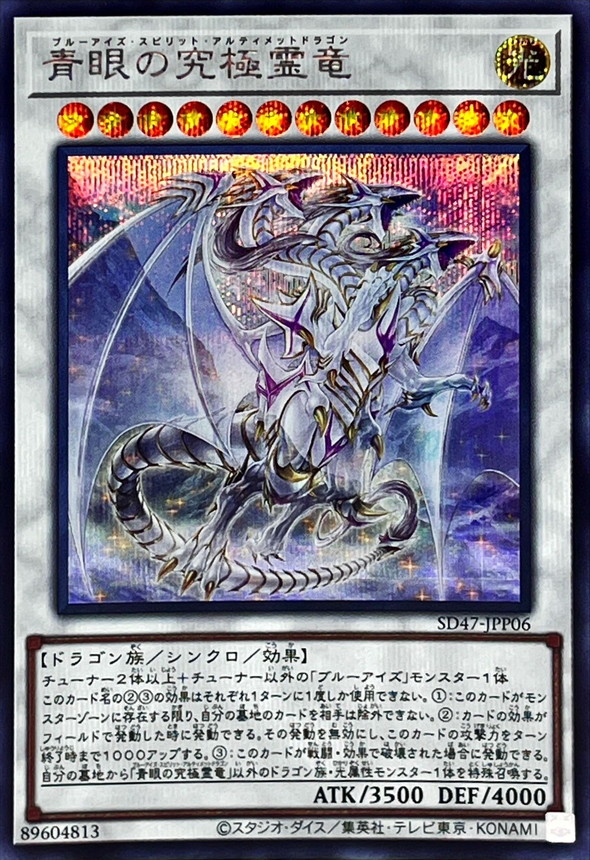 ブルーアイズ・スピリット・アルティメットドラゴン
青眼の究極霊竜
光
SD47-JPP06
【ドラゴン族／シンクロ／効果】
チューナー２体以上＋チューナー以外の「ブルーアイズ」モンスター１体
このカード名の②③の効果はそれぞれ１ターンに１度しか使用できない。①：このカードがモン
スターゾーンに存在する限り、自分の墓地のカードを相手は除外できない。②：カードの効果が
フィールドで発動した時に発動できる。その発動を無効にし、このカードの攻撃力をターン
終了時まで１０００アップする。③：このカードが戦闘・効果で破壊された場合に発動できる。
自分の墓地から「青眼の究極霊竜」以外のドラゴン族・光属性モンスター１体を特殊召喚する。
ATK/3500 DEF/4000
89604813
©スタジオ・ダイス／集英社・テレビ東京・KONAMI